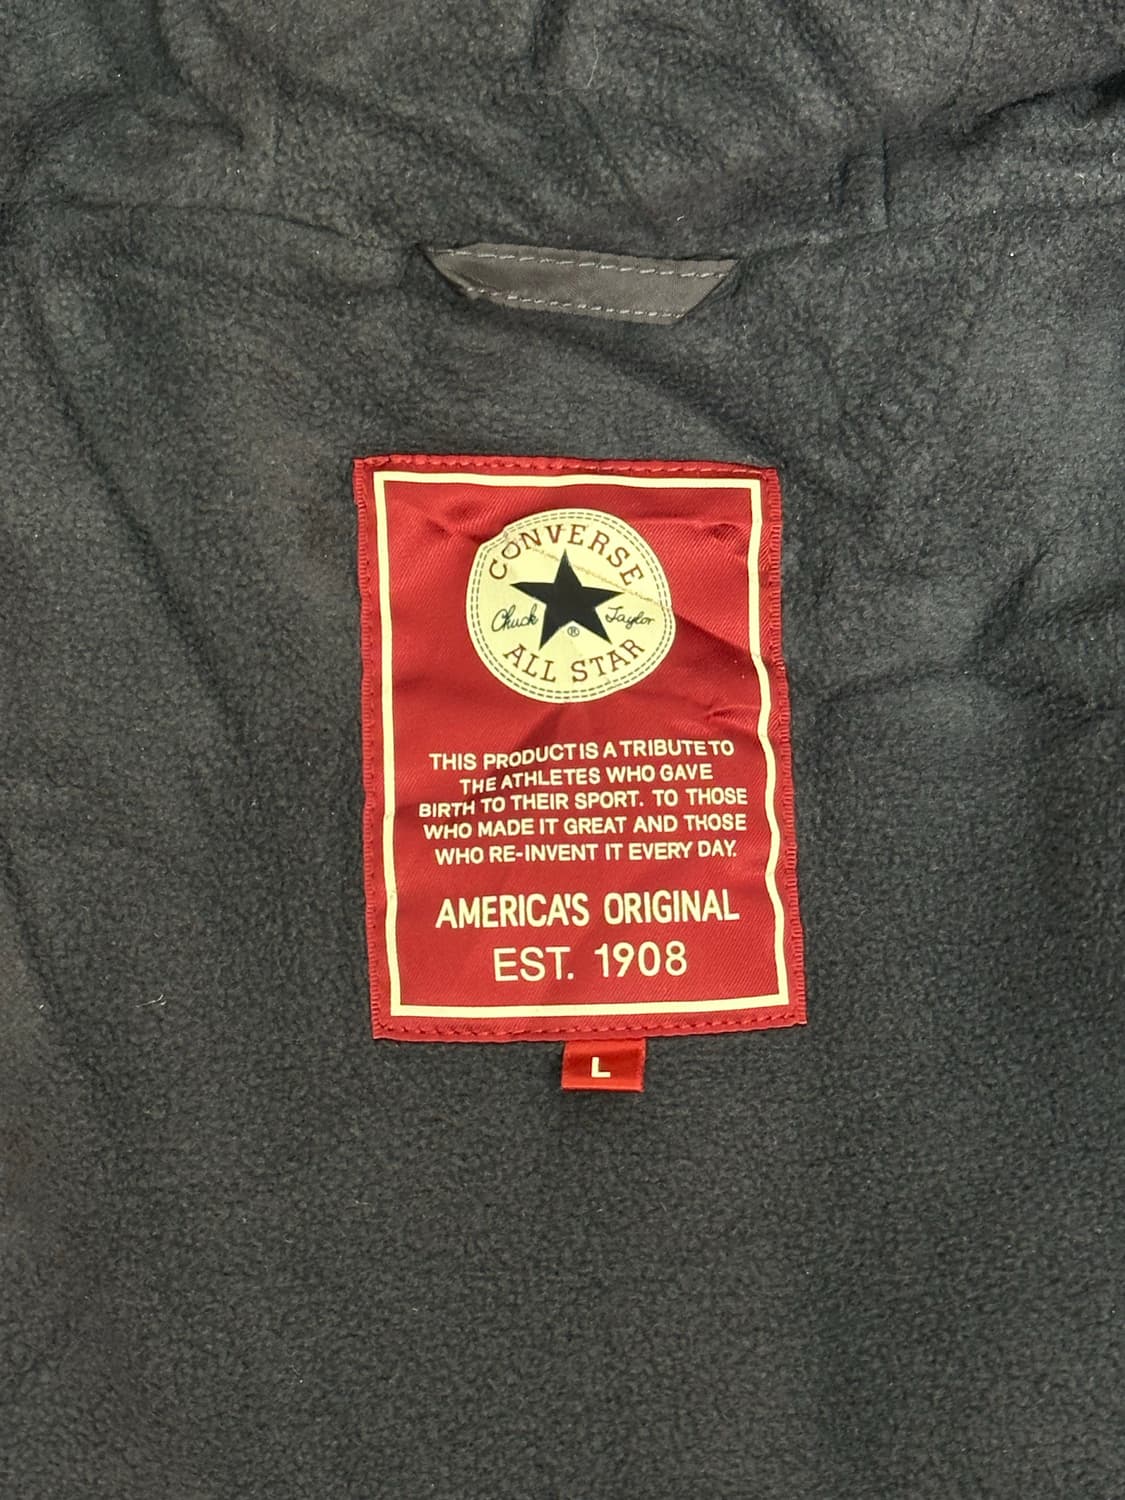 CONVERSE
Chuck Taylor
®
ALL STAR
THIS PRODUCT IS A TRIBUTE TO
THE ATHLETES WHO GAVE
BIRTH TO THEIR SPORT. TO THOSE
WHO MADE IT GREAT AND THOSE
WHO RE-INVENT IT EVERY DAY.
AMERICA'S ORIGINAL
EST. 1908
L